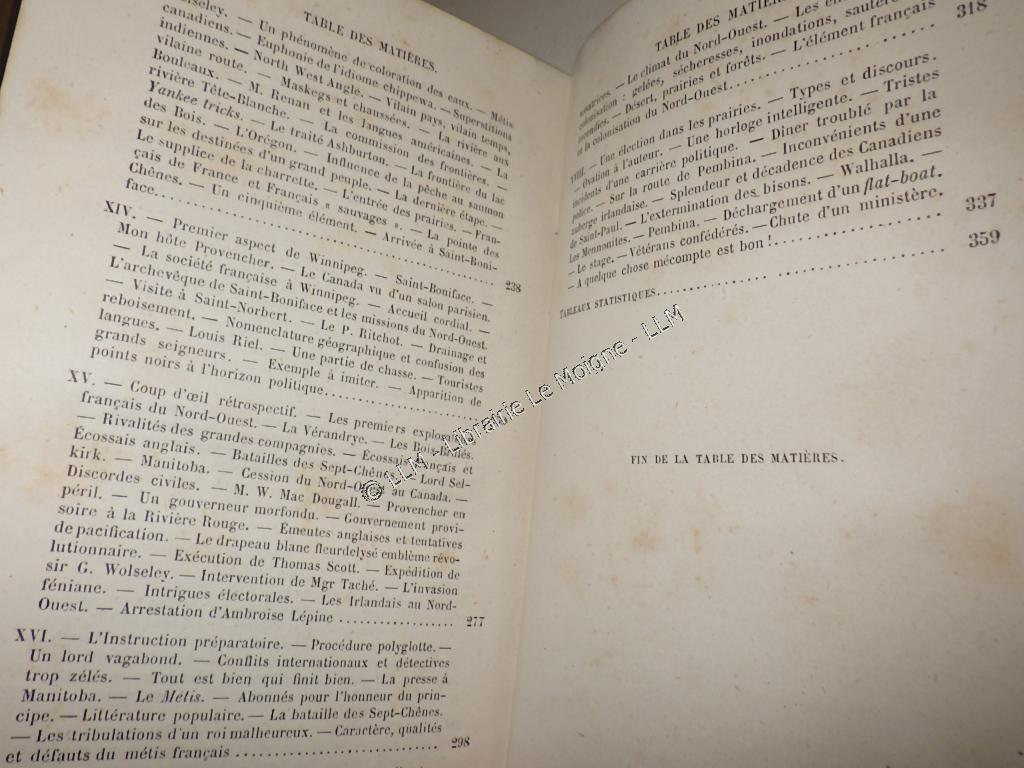 TABLE DES MATIÈRES.
Wolseley. — Un phénomène de coloration des eaux. — Métis
canadiens. — Euphonie de l'idiome chippewa. — Superstitions
indiennes. — North West Angle. — Vilain pays, vilain temps,
vilaine route. — Maskegs et chaussées. — La rivière aux
Bouleaux. — M. Renan et les langues américaines. — La
rivière Tête-Blanche. — La commission des frontières. —
Yankee tricks. — Le traité Ashburton. — La frontière du lac
des Bois. — L'Orégon. — Influence de la pêche au saumon
sur les destinées d'un grand peuple. — La dernière étape. —
Le supplice de la charrette. — L'entrée des prairies. — Fran-
çais de France et Français « sauvages ». — La pointe des
Chênes. — Un cinquième élément. — Arrivée à Saint-Boni-
face. 238
XIV. — Premier aspect de Winnipeg. — Saint-Boniface. —
Mon hôte Provencher. — Le Canada vu d'un salon parisien.
— La société française à Winnipeg. — Accueil cordial. —
L'archevêque de Saint-Boniface et les missions du Nord-Ouest.
— Visite à Saint-Norbert. — Le P. Ritchot. — Drainage et
reboisement. — Nomenclature géographique et confusion des
langues. — Louis Riel. — Une partie de chasse. — Touristes
grands seigneurs. — Exemple à imiter. — Apparition de
points noirs à l'horizon politique
XV. — Coup d'œil rétrospectif. — Les premiers explorateurs
français du Nord-Ouest. — La Vérandrye. — Les Bois-Brûlés.
— Rivalités des grandes compagnies. — Écossais français et
Écossais anglais. — Batailles des Sept-Chênes. — Lord Sel-
kirk. — Manitoba. — Cession du Nord-Ouest au Canada. —
Discordes civiles. — M. W. Mac Dougall. — Provencher en
péril. — Un gouverneur morfondu. — Gouvernement provi-
soire à la Rivière Rouge. — Émeutes anglaises et tentatives
de pacification. — Le drapeau blanc fleurdelysé emblème révo-
lutionnaire. — Exécution de Thomas Scott. — Expédition de
sir G. Wolseley. — Intervention de Mgr Taché. — L'invasion
féniane. — Intrigues électorales. — Les Irlandais au Nord-
Ouest. — Arrestation d'Ambroise Lépine 277
XVI. — L'Instruction préparatoire. — Procédure polyglotte. —
Un lord vagabond. — Conflits internationaux et détectives
trop zélés. — Tout est bien qui finit bien. — La presse à
Manitoba. — Le Métis. — Abonnés pour l'honneur du prin-
cipe. — Littérature populaire. — La bataille des Sept-Chênes.
— Les tribulations d'un roi malheureux. — Caractère, qualités
et défauts du métis français 298
TABLE DES MATIÈRES
— Le climat du Nord-Ouest. — Les
colonisation : gelées, sécheresses, inondations,
incendies. — Désert, prairies et forêts. — L'élément français
et la colonisation du Nord-Ouest. 318
XVIII. — Une élection dans les prairies. — Types et discours.
— Ovation à l'auteur. — Une horloge intelligente. — Tristes
incidents d'une carrière politique. — Diner troublé par la
police. — Sur la route de Pembina. — Inconvénients d'une
auberge irlandaise. — Splendeur et décadence des Canadiens
de Saint-Paul. — L'extermination des bisons. — Walhalla. —
Les Mennonites. — Pembina. — Déchargement d'un flat-boat.
— Le stage. — Vétérans confédérés. — Chute d'un ministère.
— A quelque chose mécompte est bon ! 337
TABLEAUX STATISTIQUES 359
FIN DE LA TABLE DES MATIÈRES.
© LLM - Librairie Le Moigne - LLM